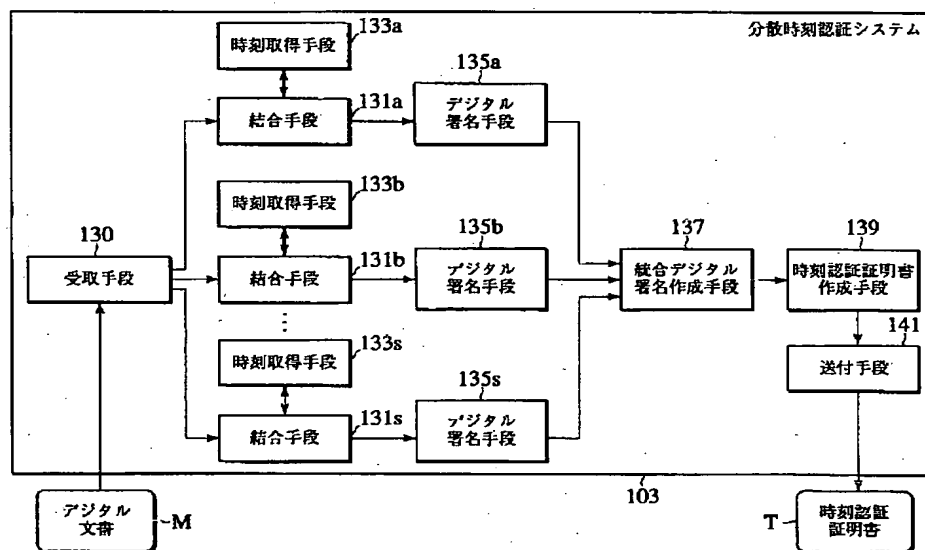 分散時刻認証システム
133a
時刻取得手段
131a
結合手段
135a
デジタル
署名手段
133b
時刻取得手段
130
受取手段
131b
結合手段
135b
デジタル
署名手段
137
統合デジタル
署名作成手段
139
時刻認証証明書
作成手段
141
送付手段
133s
時刻取得手段
131s
結合手段
135s
デジタル
署名手段
103
デジタル
文書
M
T
時刻認証
証明書